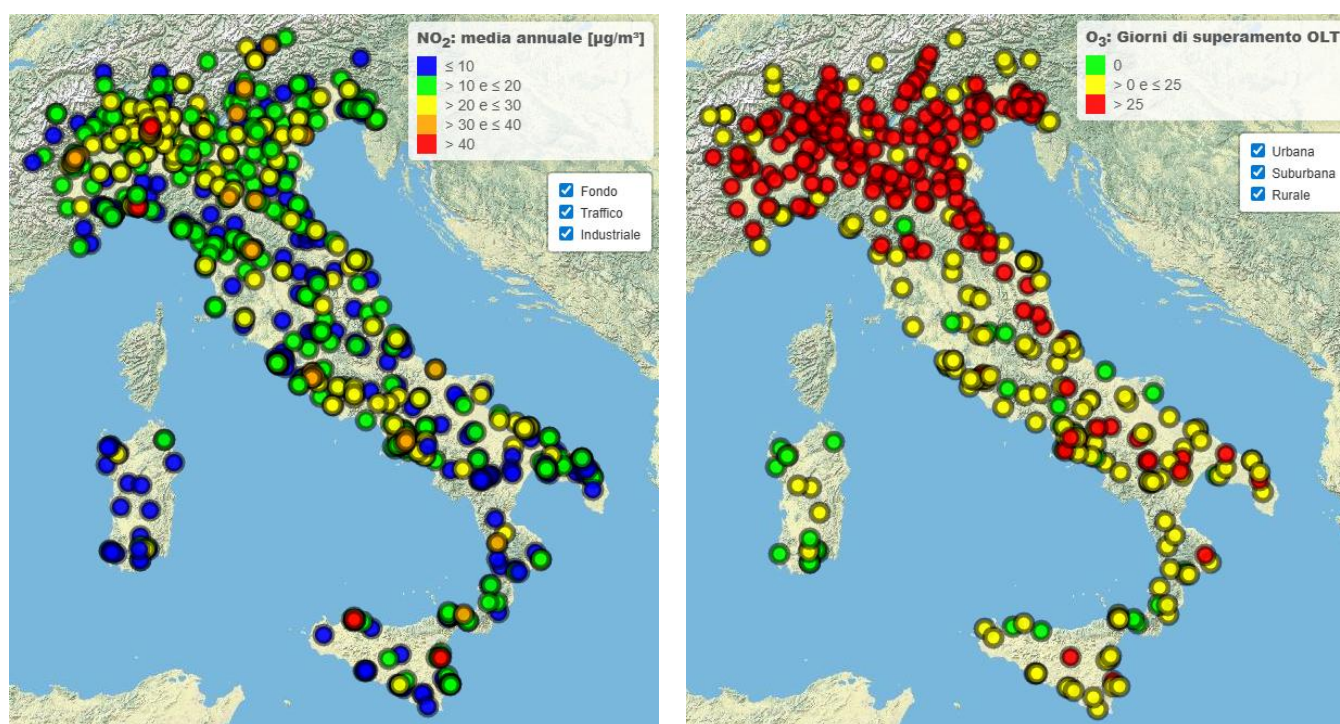 NO₂: media annuale [µg/m³]
≤ 10
> 10 e ≤ 20
> 20 e ≤ 30
> 30 e ≤ 40
> 40
Fondo
Traffico
Industriale
O₃: Giorni di superamento OLT
0
> 0 e ≤ 25
> 25
Urbana
Suburbana
Rurale